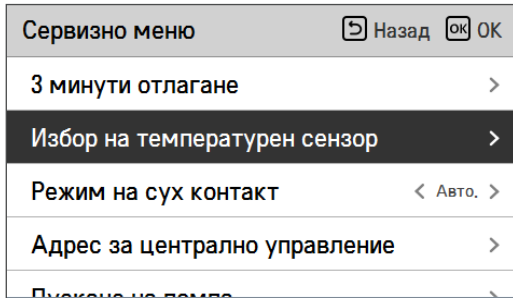 Сервизно меню Назад ок OK
3 минути отлагане
Избор на температурен сензор
Режим на сух контакт < Авто. >
Адрес за централно управление